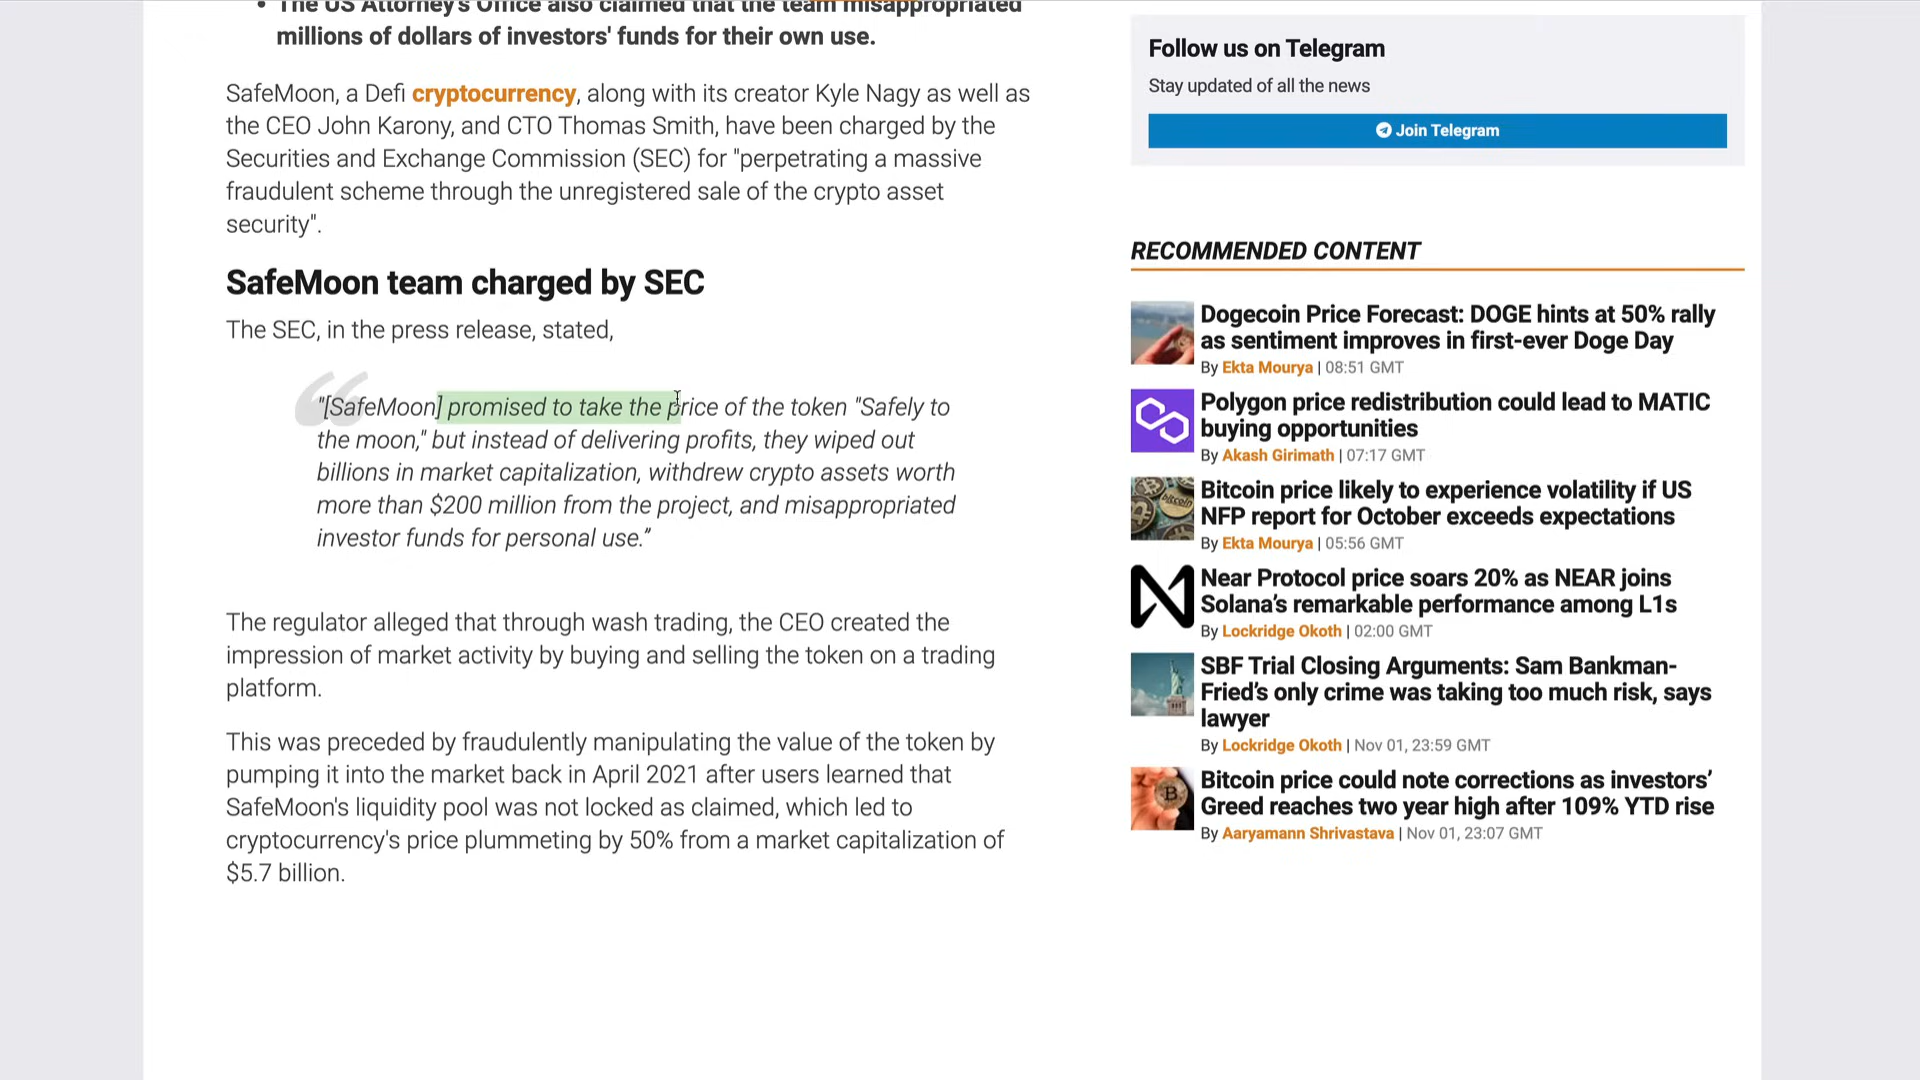 • The US Attorney's Office also claimed that the team misappropriated
millions of dollars of investors' funds for their own use.
SafeMoon, a Defi cryptocurrency, along with its creator Kyle Nagy as well as
the CEO John Karony, and CTO Thomas Smith, have been charged by the
Securities and Exchange Commission (SEC) for "perpetrating a massive
fraudulent scheme through the unregistered sale of the crypto asset
security".
SafeMoon team charged by SEC
The SEC, in the press release, stated,
"[SafeMoon] promised to take the price of the token "Safely to
the moon," but instead of delivering profits, they wiped out
billions in market capitalization, withdrew crypto assets worth
more than $200 million from the project, and misappropriated
investor funds for personal use.”
The regulator alleged that through wash trading, the CEO created the
impression of market activity by buying and selling the token on a trading
platform.
This was preceded by fraudulently manipulating the value of the token by
pumping it into the market back in April 2021 after users learned that
SafeMoon's liquidity pool was not locked as claimed, which led to
cryptocurrency's price plummeting by 50% from a market capitalization of
$5.7 billion.
Follow us on Telegram
Stay updated of all the news
Join Telegram
RECOMMENDED CONTENT
Dogecoin Price Forecast: DOGE hints at 50% rally
as sentiment improves in first-ever Doge Day
By Ekta Mourya | 08:51 GMT
Polygon price redistribution could lead to MATIC
buying opportunities
By Akash Girimath | 07:17 GMT
Bitcoin price likely to experience volatility if US
NFP report for October exceeds expectations
By Ekta Mourya | 05:56 GMT
Near Protocol price soars 20% as NEAR joins
Solana’s remarkable performance among L1s
By Lockridge Okoth | 02:00 GMT
SBF Trial Closing Arguments: Sam Bankman-
Fried’s only crime was taking too much risk, says
lawyer
By Lockridge Okoth | Nov 01, 23:59 GMT
Bitcoin price could note corrections as investors’
Greed reaches two year high after 109% YTD rise
By Aaryamann Shrivastava | Nov 01, 23:07 GMT